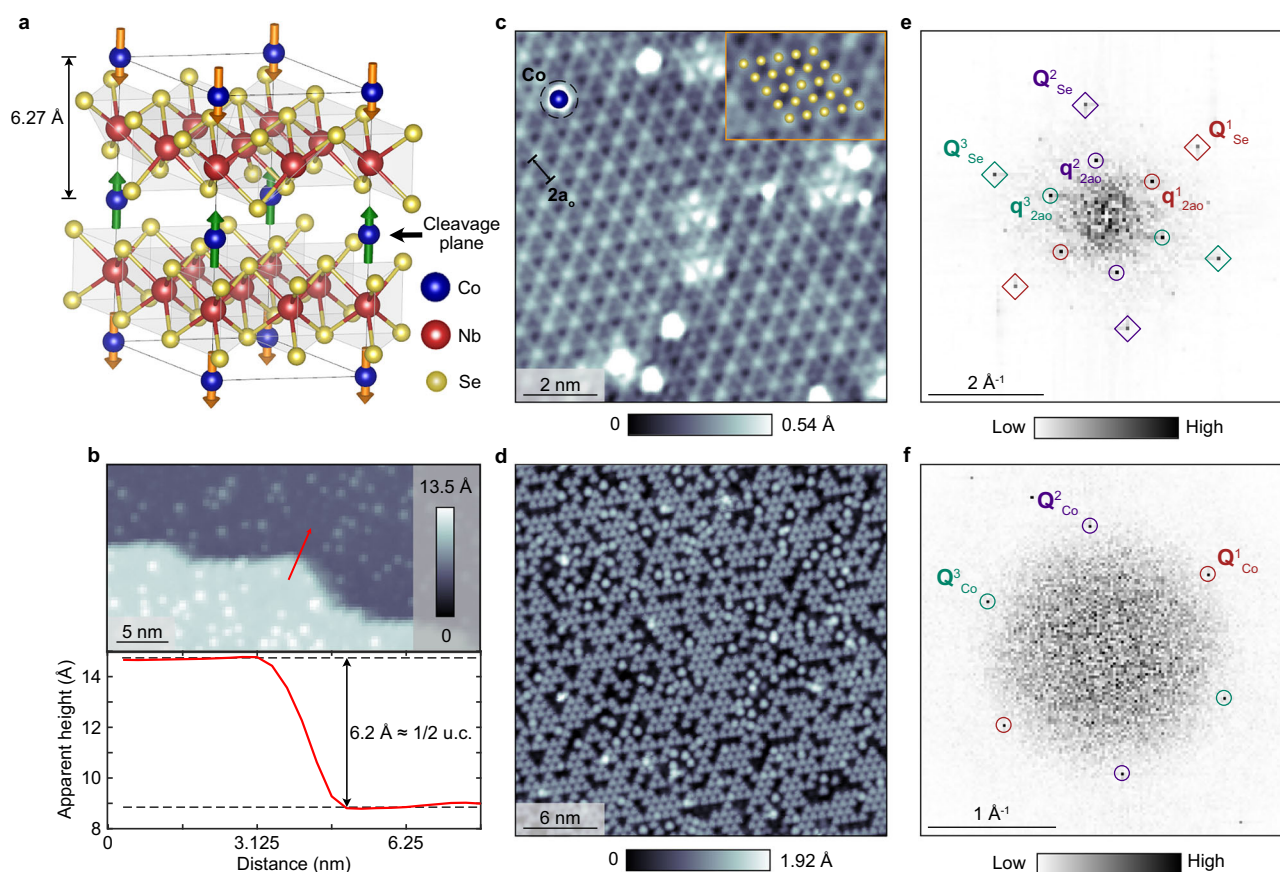 a
6.27 Å
Cleavage
plane
Co
Nb
Se
b
13.5 Å
0
5 nm
Apparent height (Å)
14
12
10
8
6.2 Å ≈ 1/2 u.c.
0
3.125
6.25
Distance (nm)
c
Co
2aₒ
2 nm
0
0.54 Å
d
6 nm
0
1.92 Å
e
Q²Se
Q¹Se
Q³Se
q²2ao
q¹2ao
q³2ao
2 Å⁻¹
Low
High
f
Q²Co
Q¹Co
Q³Co
1 Å⁻¹
Low
High